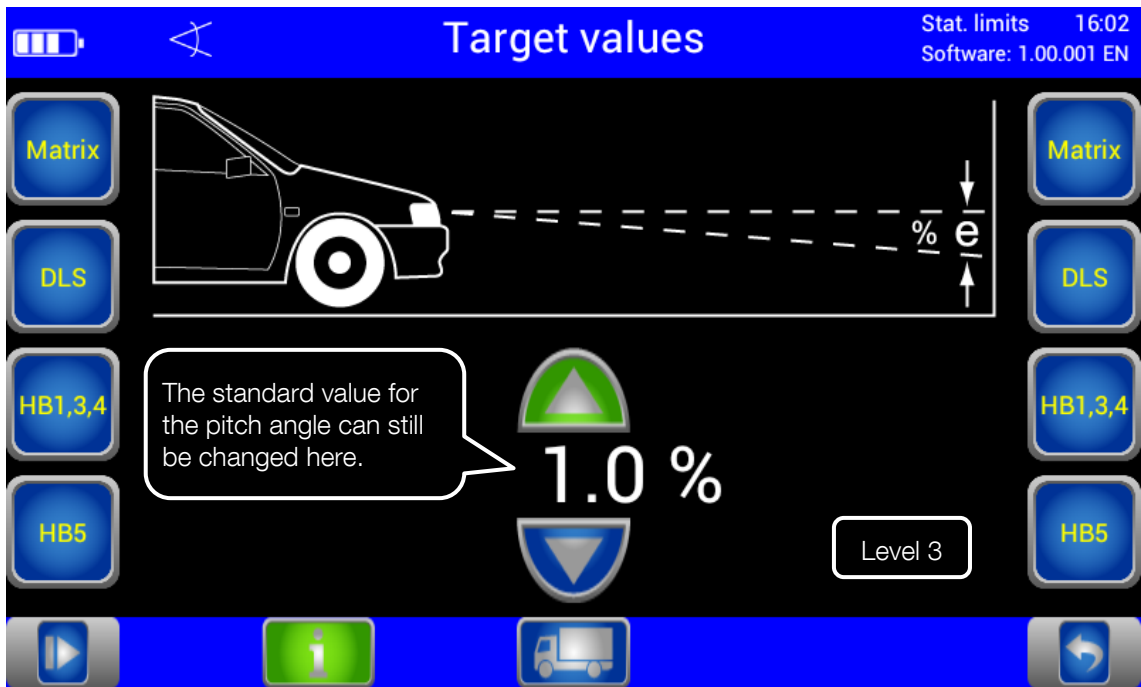 Target values
Stat. limits 16:02
Software: 1.00.001 EN
Matrix
Matrix
% e
DLS
DLS
HB1,3,4
The standard value for
the pitch angle can still
be changed here.
HB1,3,4
1.0 %
HB5
Level 3
HB5
i